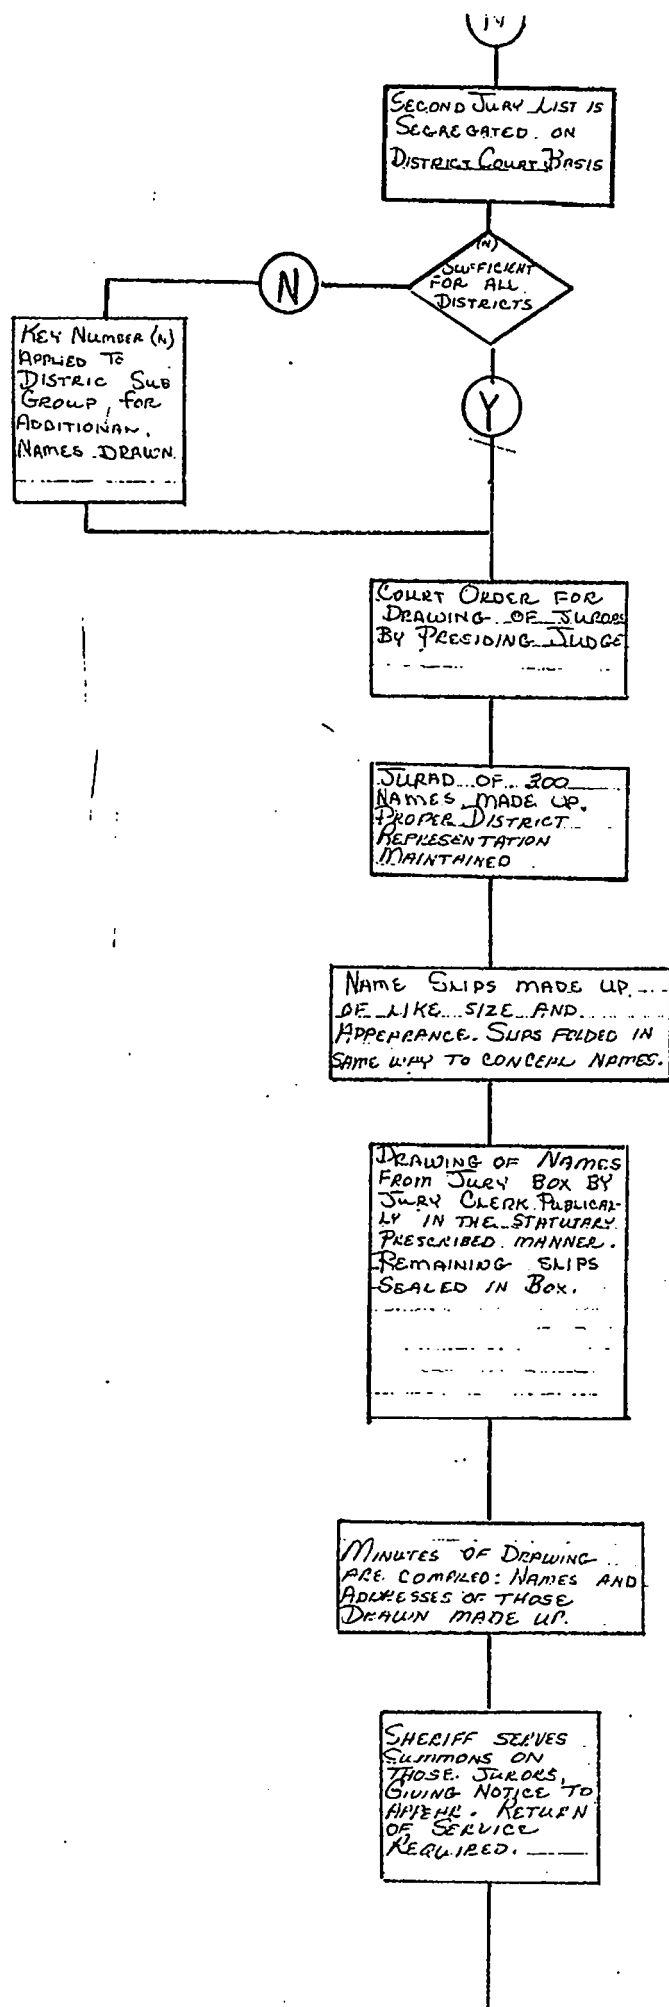 N
SECOND JURY LIST IS
SEGREGATED ON
DISTRICT COURT BASIS
(N)
SUFFICIENT
FOR ALL
DISTRICTS
N
KEY NUMBER (N)
APPLIED TO
DISTRIC SUB
GROUP, FOR
ADDITIONAL
NAMES DRAWN
Y
COURT ORDER FOR
DRAWING OF JURORS
BY PRESIDING JUDGE
JURAD OF 300
NAMES MADE UP.
PROPER DISTRICT
REPRESENTATION
MAINTAINED
NAME SLIPS MADE UP
OF LIKE SIZE AND
APPEARANCE. SLIPS FOLDED IN
SAME WAY TO CONCEAL NAMES.
DRAWING OF NAMES
FROM JURY BOX BY
JURY CLERK PUBLICAL-
LY IN THE STATUTARY
PRESCRIBED MANNER.
REMAINING SLIPS
SEALED IN BOX.
MINUTES OF DRAWING
ARE COMPILED: NAMES AND
ADDRESSES OF THOSE
DRAWN MADE UP.
SHERIFF SERVES
SUMMONS ON
THOSE JURORS,
GIVING NOTICE TO
APPEAR. RETURN
OF SERVICE
REQUIRED.